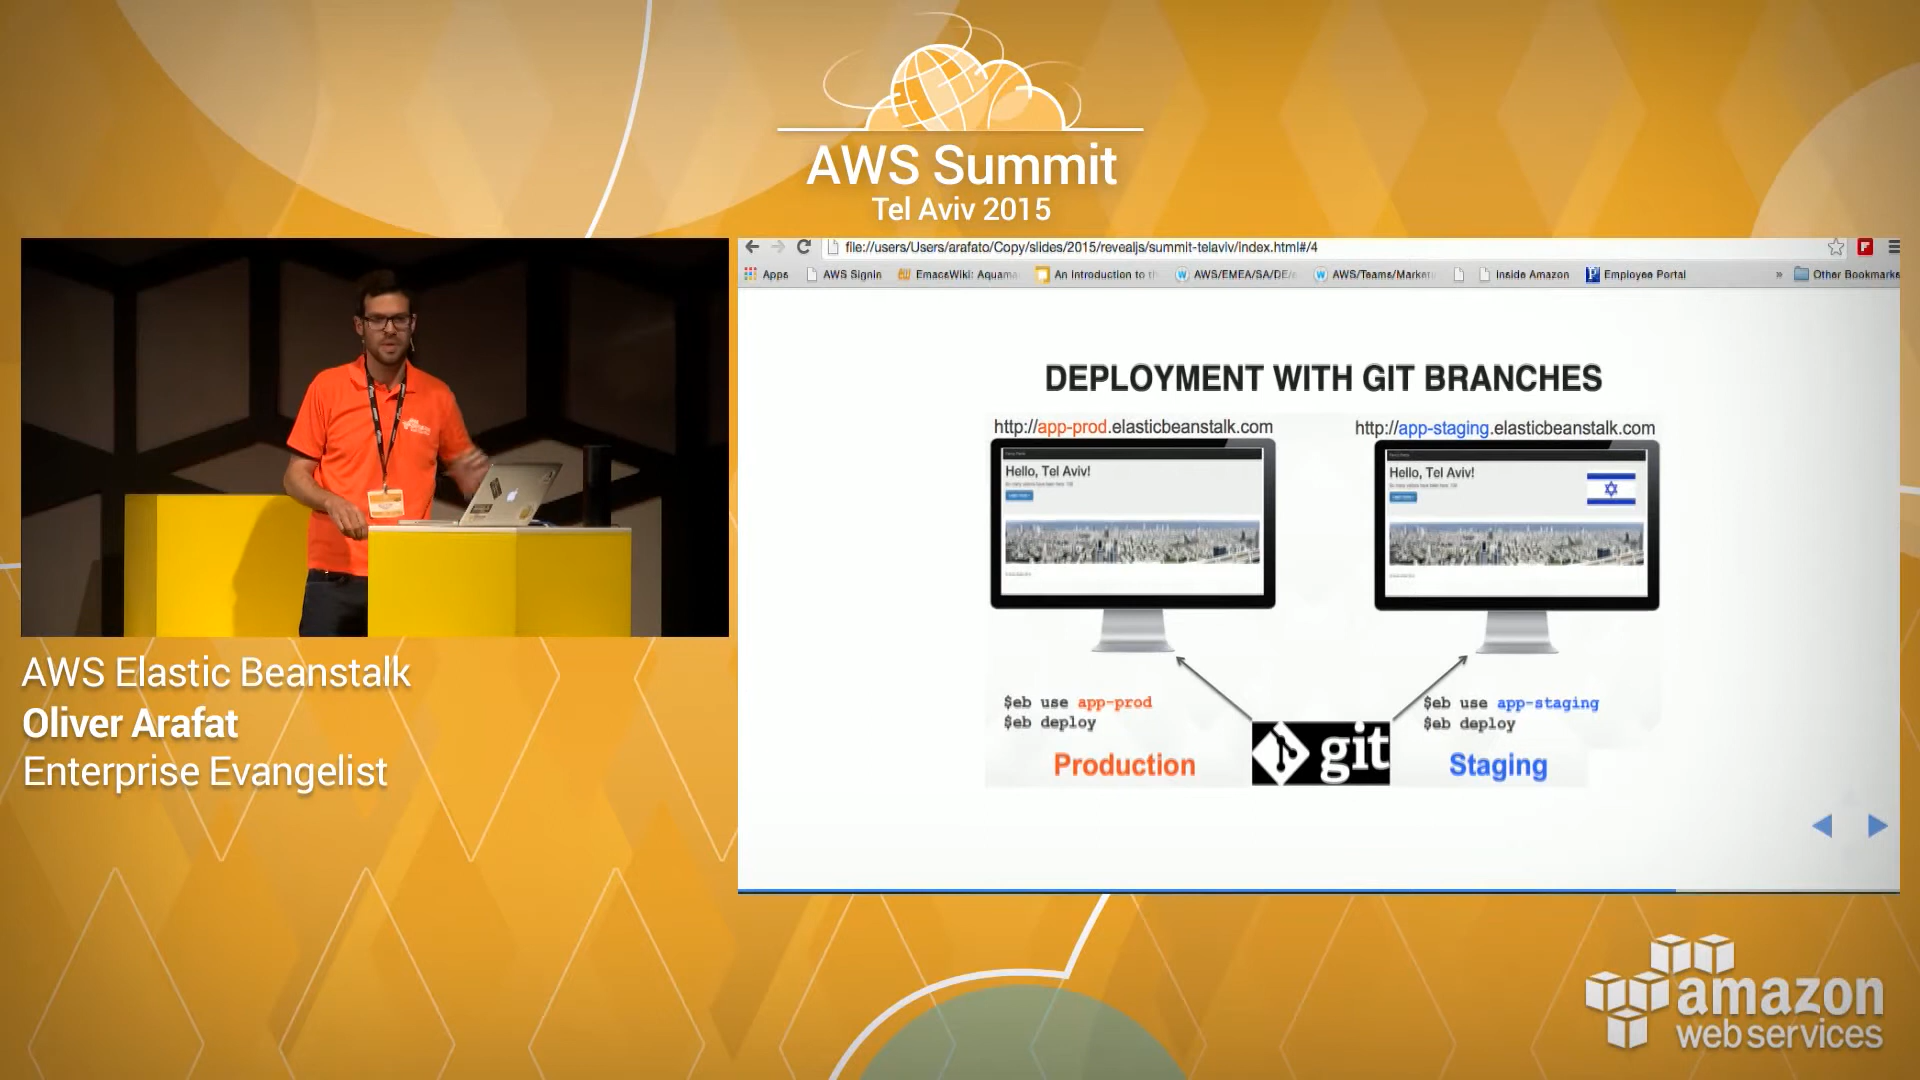 AWS Summit
Tel Aviv 2015
file://users/Users/arafato/Copy/slides/2015/revealjs/summit-telaviv/index.html#/4
Apps AWS Signin EmacsWiki: Aquama An Introduction to th AWS/EMEA/SA/DE/ AWS/Teams/Market Inside Amazon Employee Portal » Other Bookmarks
DEPLOYMENT WITH GIT BRANCHES
http://app-prod.elasticbeanstalk.com
http://app-staging.elasticbeanstalk.com
Hello, Tel Aviv!
Hello, Tel Aviv!
$eb use app-prod
$eb deploy
Production
git
$eb use app-staging
$eb deploy
Staging
AWS Elastic Beanstalk
Oliver Arafat
Enterprise Evangelist
amazon
web services